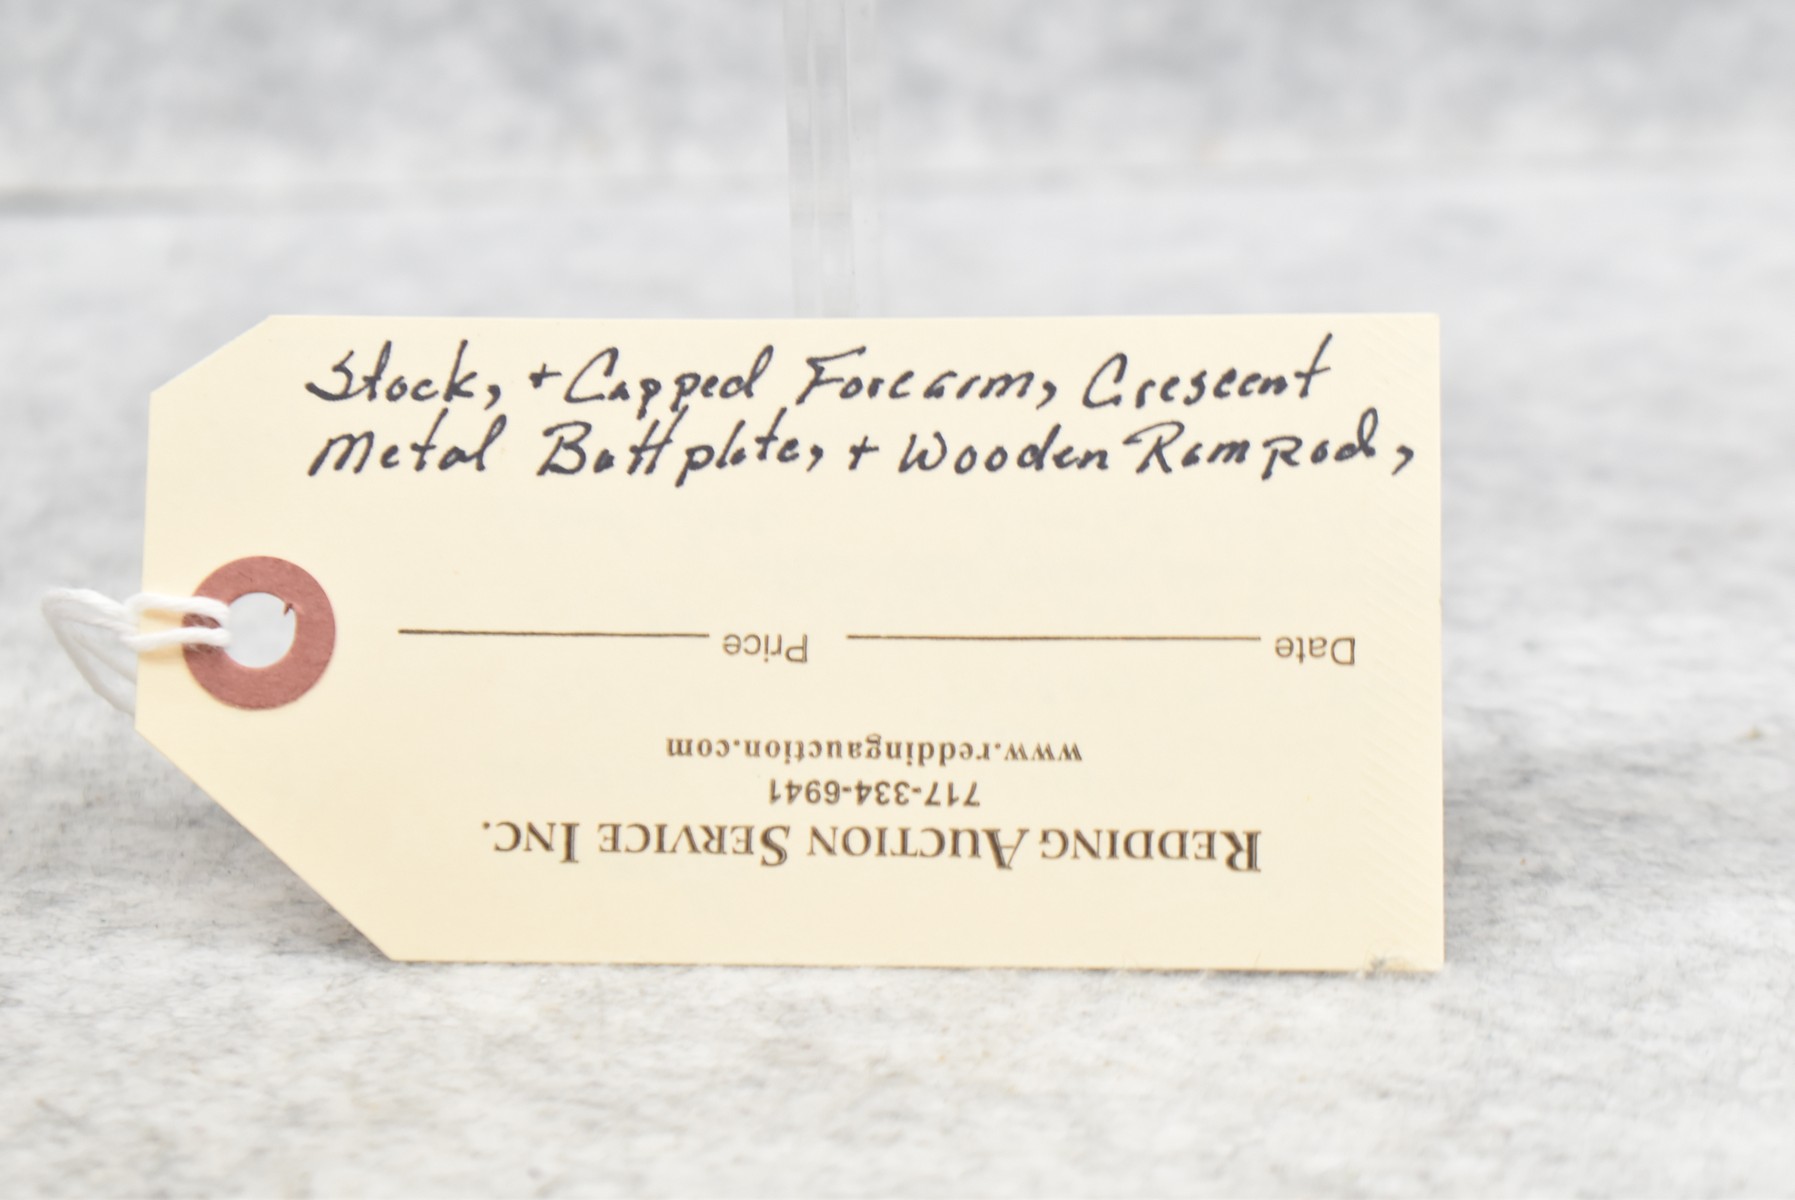 Stock, + Capped Forearm, Crescent
Metal Buttplate, + Wooden Ramrod,
Date Price
www.reddingauction.com
717-334-6941
REDDING AUCTION SERVICE INC.